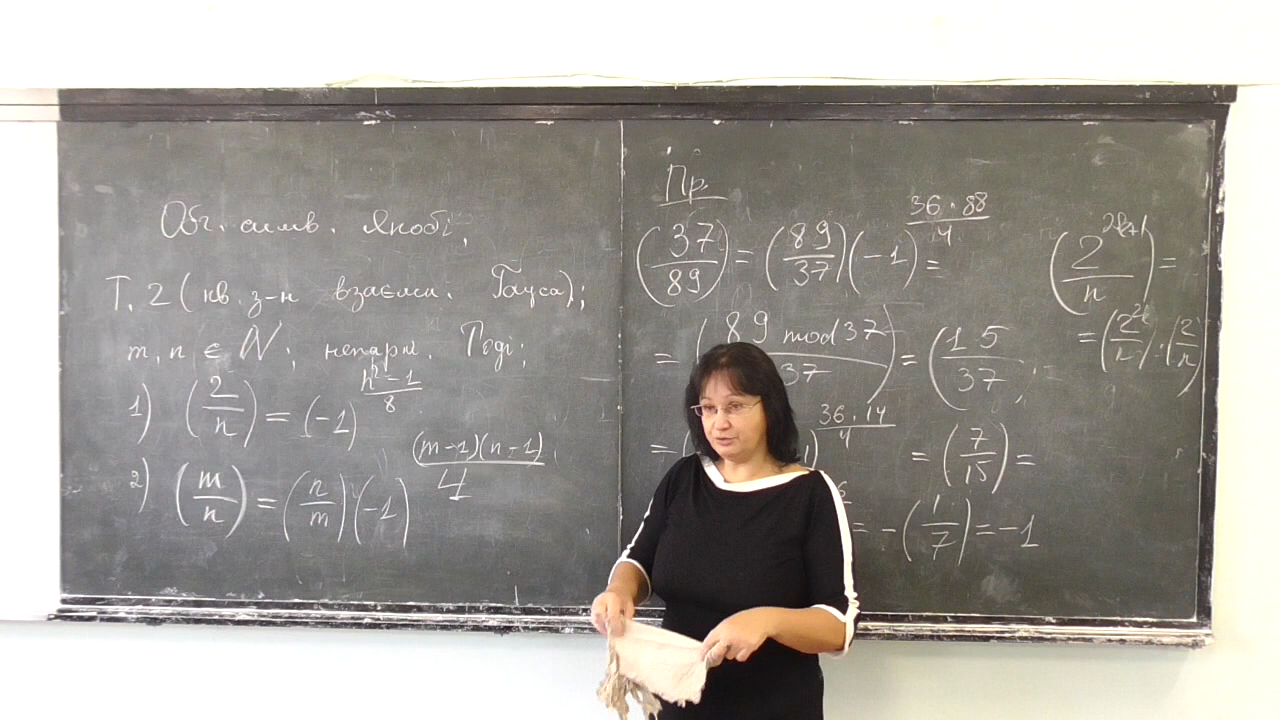 Обч. симв. Якобі;
Т. 2 (кв. з-н взаємн. Гауса);
m, n ∈ ℕ; непарні. Тоді:
1) (2/n) = (-1)^((n²-1)/8)
2) (m/n) = (n/m)(-1)^((m-1)(n-1)/4).
Пр.
(37/89) = (89/37)(-1)^(36·88/4) =
= (89 mod 37/37) = (15/37)
= ( 1)^(36·14/4) = (7/15) =
= -(1/7) = -1
(2^(2k+1)/n) =
= (2^(2k)/n)·(2/n)